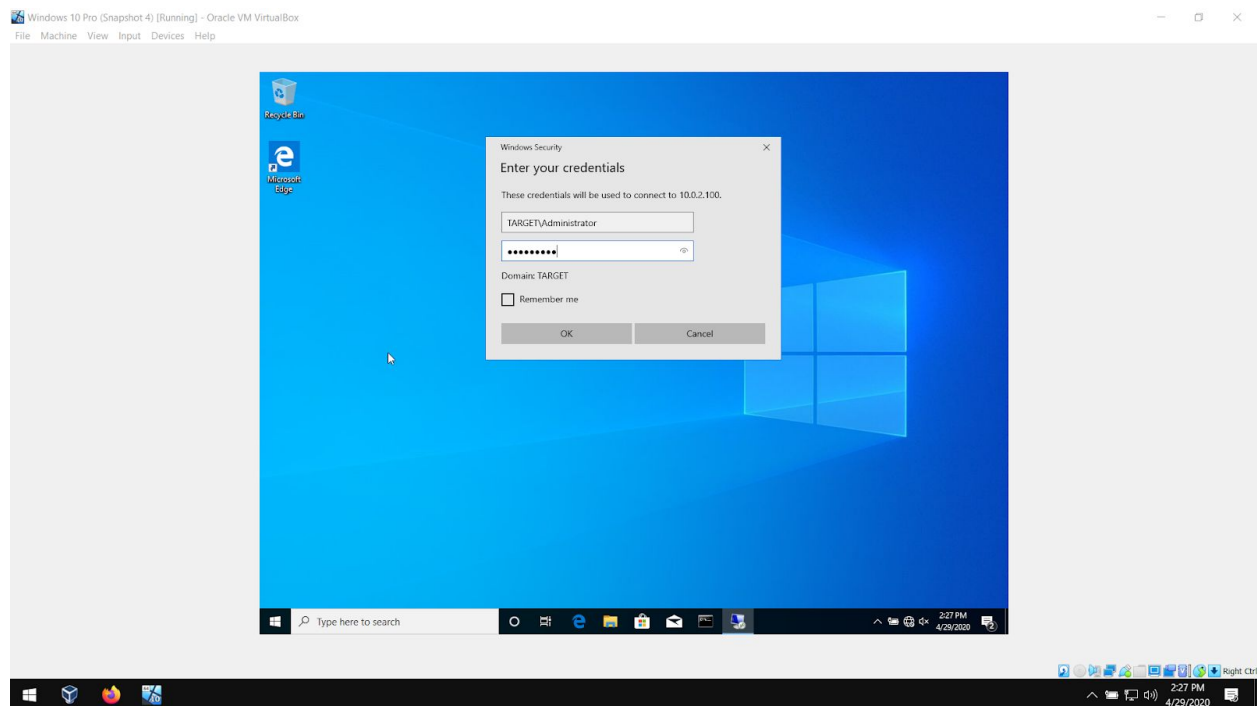 Windows 10 Pro (Snapshot 4) [Running] - Oracle VM VirtualBox
File Machine View Input Devices Help
Recycle Bin
Microsoft
Edge
Windows Security
Enter your credentials
These credentials will be used to connect to 10.0.2.100.
TARGET\Administrator
•••••••••
Domain: TARGET
Remember me
OK Cancel
Type here to search
2:27 PM
4/29/2020
2
Right Ctrl
2:27 PM
4/29/2020